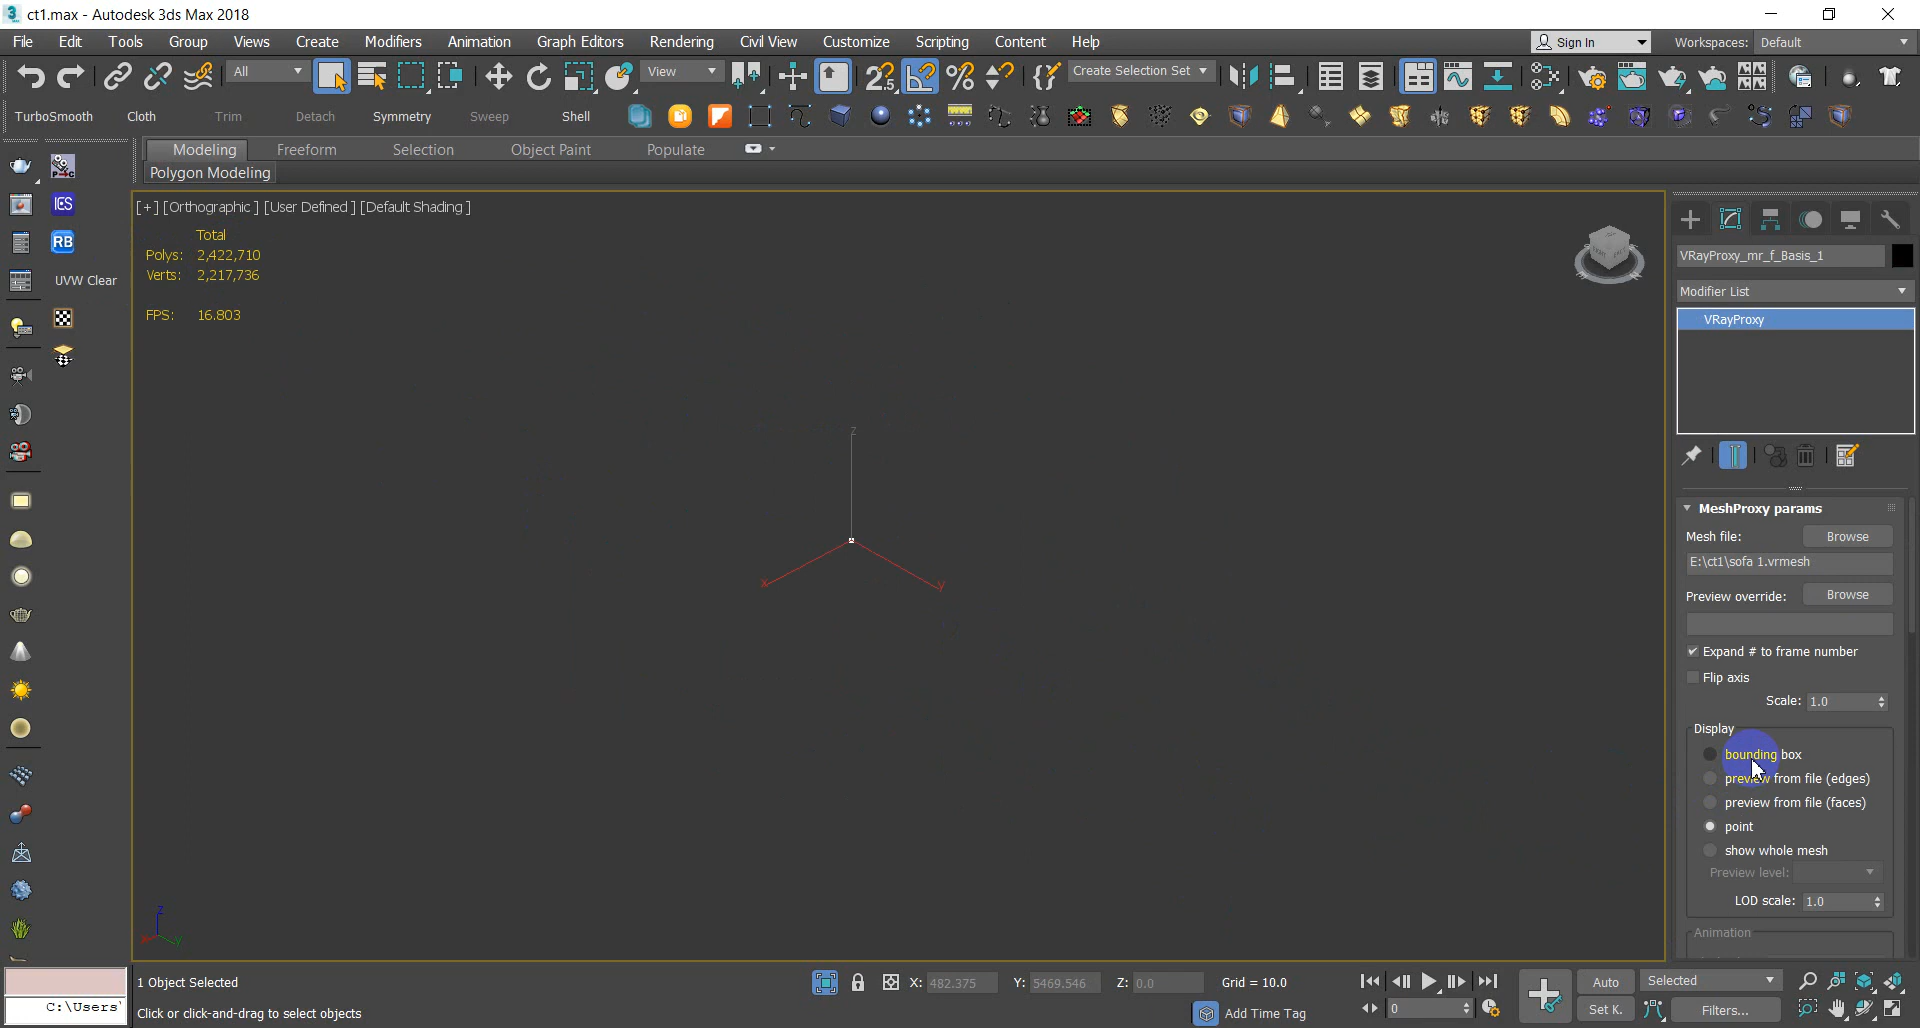 ct1.max - Autodesk 3ds Max 2018
File Edit Tools Group Views Create Modifiers Animation Graph Editors Rendering Civil View Customize Scripting Content Help Sign In Workspaces: Default
All View Create Selection Set
TurboSmooth Cloth Trim Detach Symmetry Sweep Shell
Modeling Freeform Selection Object Paint Populate
Polygon Modeling
[+] [Orthographic] [User Defined] [Default Shading]
Total
Polys: 2,422,710
Verts: 2,217,736
FPS: 16.803
ICS
RB
UVW Clear
z
x
y
z
x
y
VRayProxy_mr_f_Basis_1
Modifier List
VRayProxy
MeshProxy params
Mesh file: Browse
E:\ct1\sofa 1.vrmesh
Preview override: Browse
Expand # to frame number
Flip axis
Scale: 1.0
Display
bounding box
preview from file (edges)
preview from file (faces)
point
show whole mesh
Preview level:
LOD scale: 1.0
Animation
1 Object Selected X: 482.375 Y: 5469.546 Z: 0.0 Grid = 10.0 Auto Selected
C:\Users' Click or click-and-drag to select objects Add Time Tag 0 Set K. Filters...